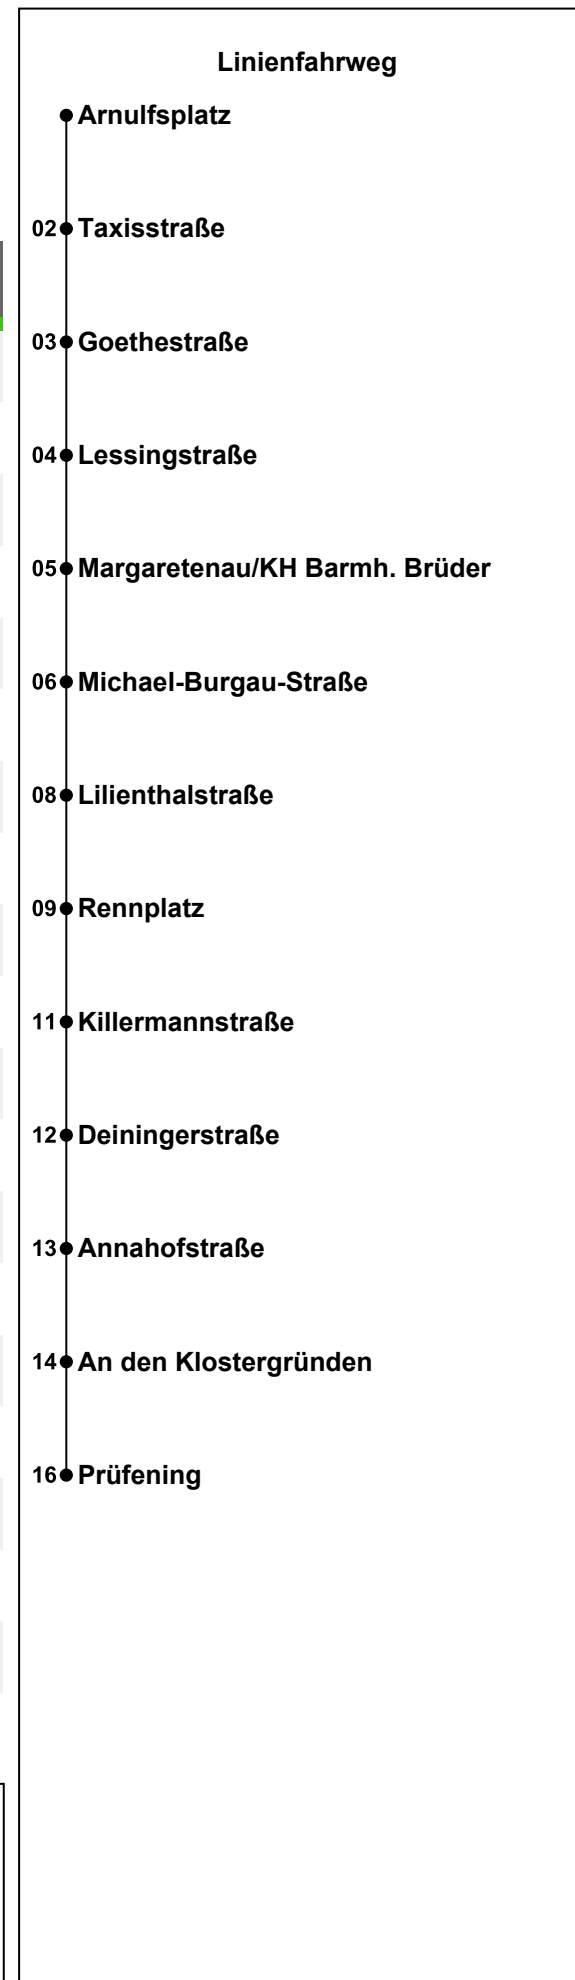 Linienfahrweg
Arnulfsplatz
02 Taxisstraße
03 Goethestraße
04 Lessingstraße
05 Margaretenau/KH Barmh. Brüder
06 Michael-Burgau-Straße
08 Lilienthalstraße
09 Rennplatz
11 Killermannstraße
12 Deiningerstraße
13 Annahofstraße
14 An den Klostergründen
16 Prüfening